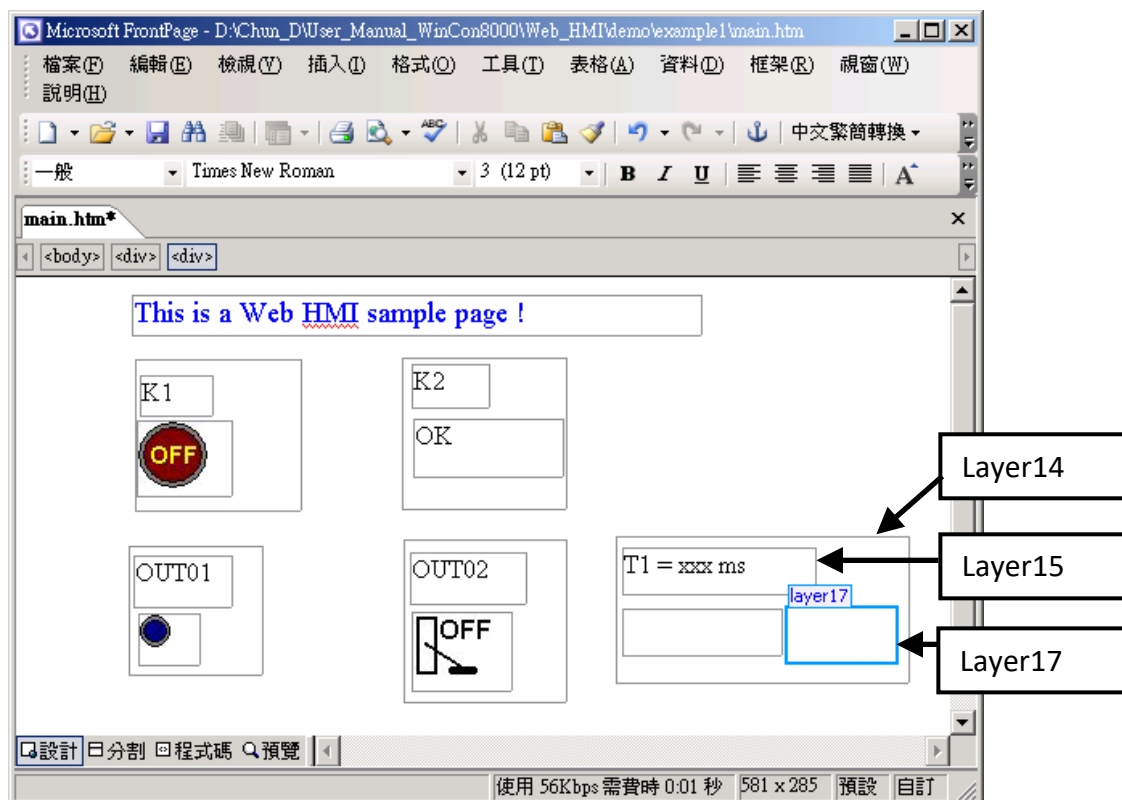 Microsoft FrontPage - D:\Chun_D\User_Manual_WinCon8000\Web_HMI\demo\example1\main.htm
檔案(F) 編輯(E) 檢視(V) 插入(I) 格式(O) 工具(T) 表格(A) 資料(D) 框架(R) 視窗(W)
說明(H)
ABC 中文繁簡轉換
一般 Times New Roman 3 (12 pt) B I U A
main.htm*
<body> <div> <div>
This is a Web HMI sample page !
K1
OFF
K2
OK
Layer14
OUT01
OUT02
OFF
T1 = xxx ms
Layer15
layer17
Layer17
設計 分割 程式碼 預覽
使用 56Kbps 需費時 0:01 秒 581 x 285 預設 自訂